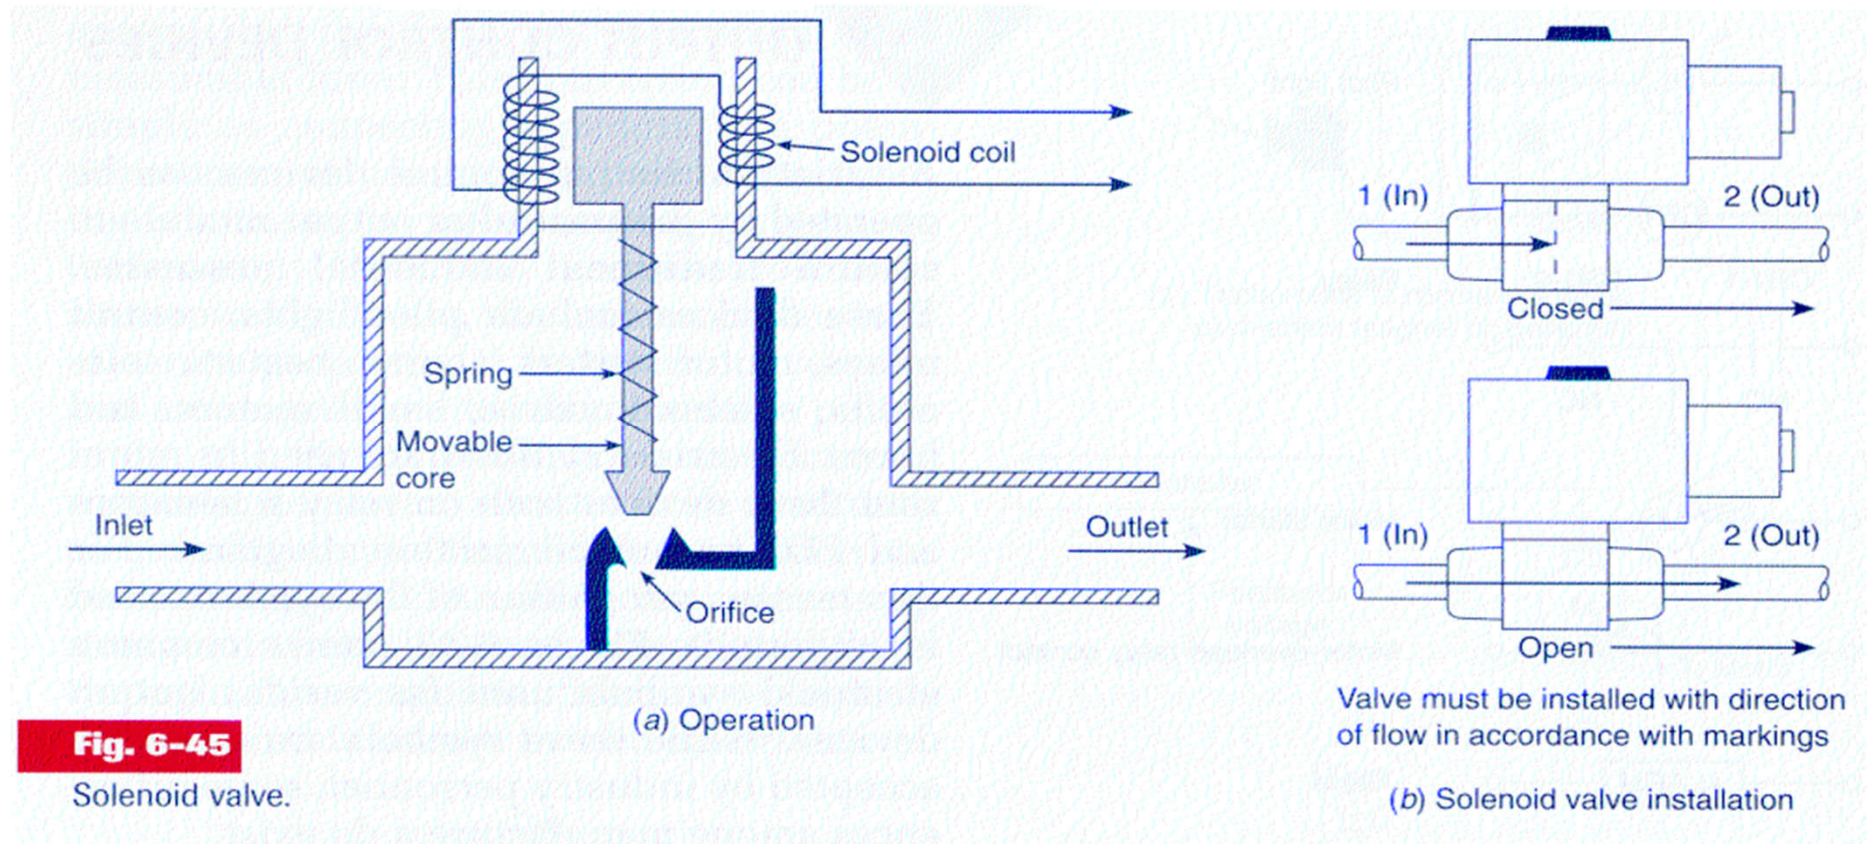 Solenoid coil
Spring
Movable
core
Inlet
Outlet
Orifice
(a) Operation
Fig. 6-45
Solenoid valve.
1 (In)
2 (Out)
Closed
1 (In)
2 (Out)
Open
Valve must be installed with direction
of flow in accordance with markings
(b) Solenoid valve installation